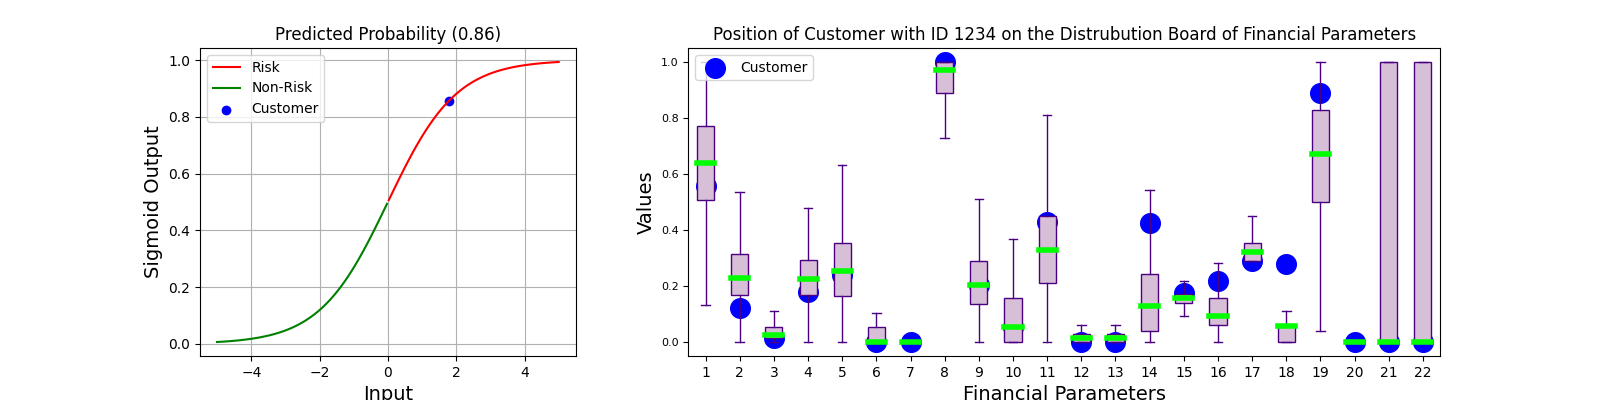 Predicted Probability (0.86)
Sigmoid Output
1.0
0.8
0.6
0.4
0.2
0.0
Risk
Non-Risk
Customer
−4
−2
0
2
4
Input
Position of Customer with ID 1234 on the Distrubution Board of Financial Parameters
Values
1.0
0.8
0.6
0.4
0.2
0.0
Customer
1 2 3 4 5 6 7 8 9 10 11 12 13 14 15 16 17 18 19 20 21 22
Financial Parameters